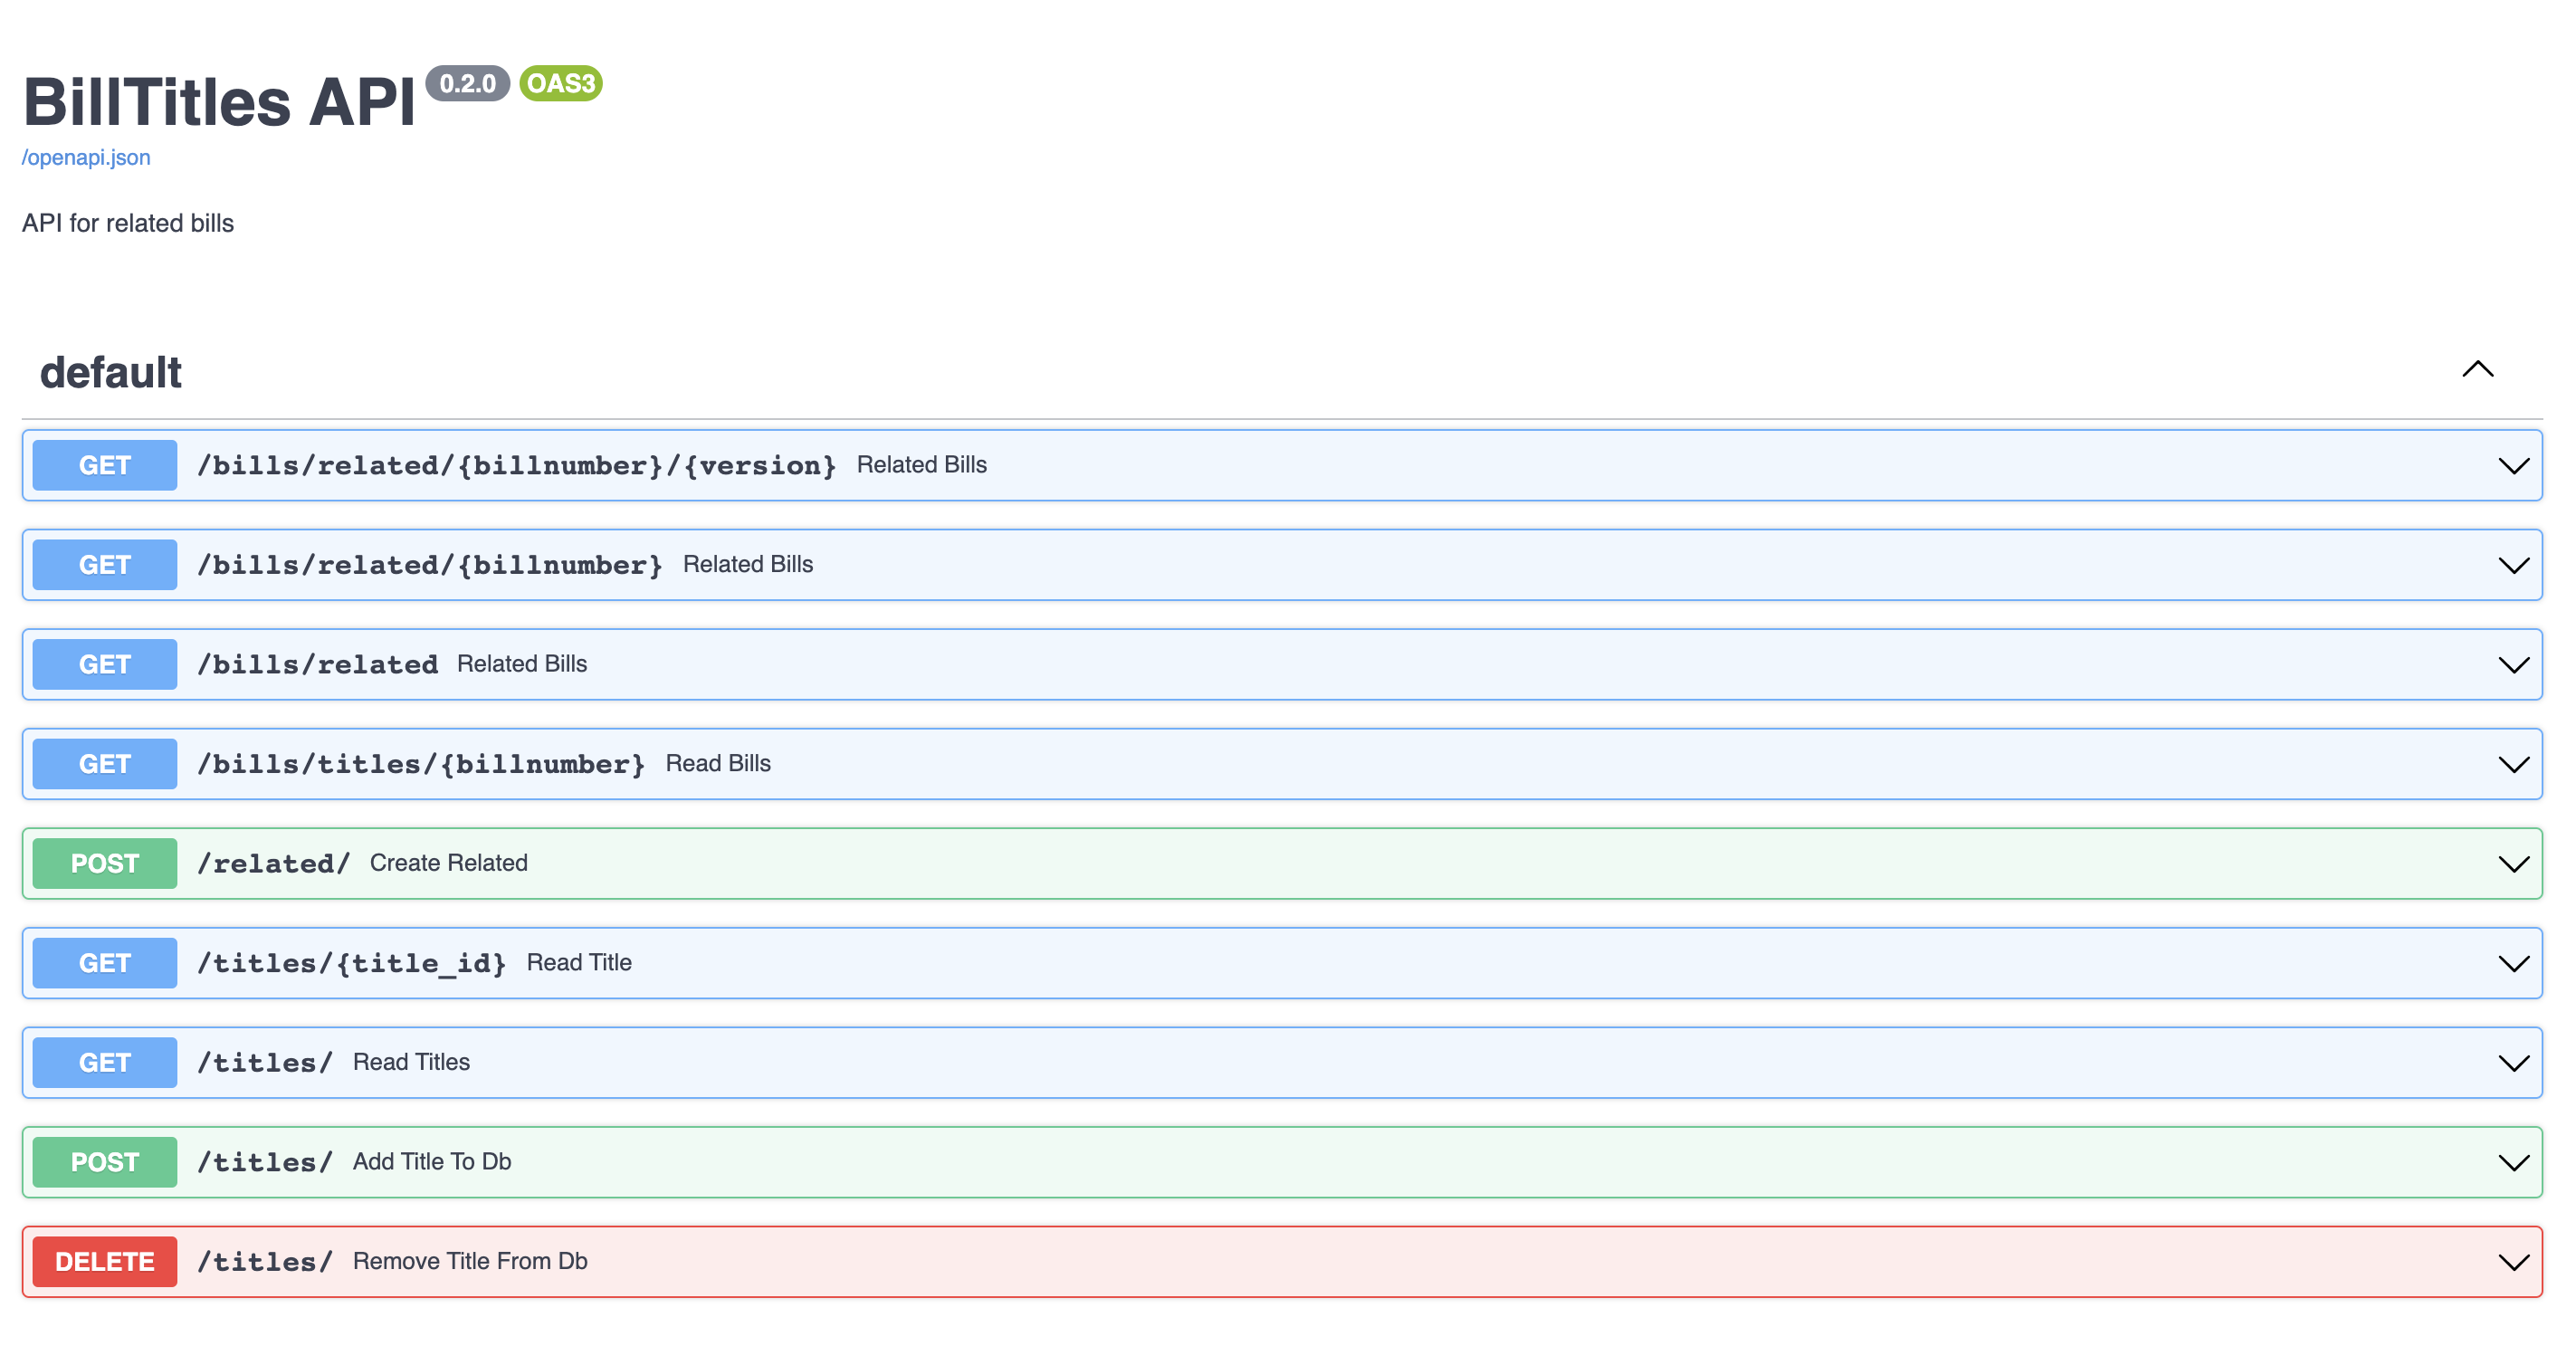 BillTitles API 0.2.0 OAS3
/openapi.json
API for related bills
default
GET /bills/related/{billnumber}/{version} Related Bills
GET /bills/related/{billnumber} Related Bills
GET /bills/related Related Bills
GET /bills/titles/{billnumber} Read Bills
POST /related/ Create Related
GET /titles/{title_id} Read Title
GET /titles/ Read Titles
POST /titles/ Add Title To Db
DELETE /titles/ Remove Title From Db